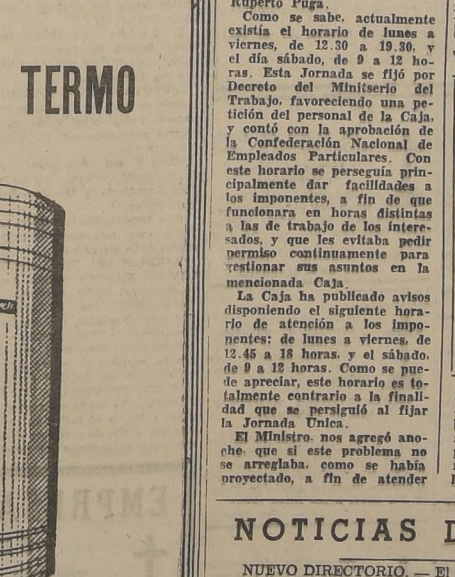 TERMO
Ruperto Puga.
Como se sabe, actualmente
existía el horario de lunes a
viernes, de 12.30 a 19.30, y
el día sábado, de 9 a 12 ho-
ras. Esta Jornada se fijó por
Decreto del Minitserio del
Trabajo, favoreciendo una pe-
tición del personal de la Caja,
y contó con la aprobación de
la Confederación Nacional de
Empleados Particulares. Con
este horario se perseguía prin-
cipalmente dar facilidades a
los imponentes, a fin de que
funcionara en horas distintas
a las de trabajo de los intere-
sados, y que les evitaba pedir
permiso continuamente para
gestionar sus asuntos en la
mencionada Caja.
La Caja ha publicado avisos
disponiendo el siguiente hora-
rio de atención a los impo-
nentes: de lunes a viernes, de
12.45 a 18 horas, y el sábado,
de 9 a 12 horas. Como se pue-
de apreciar, este horario es to-
talmente contrario a la finali-
dad que se persiguió al fijar
la Jornada Unica.
El Ministro nos agregó ano-
che que si este problema no
se arreglaba, como se había
proyectado, a fin de atender
NOTICIAS D
NUEVO DIRECTORIO. — El